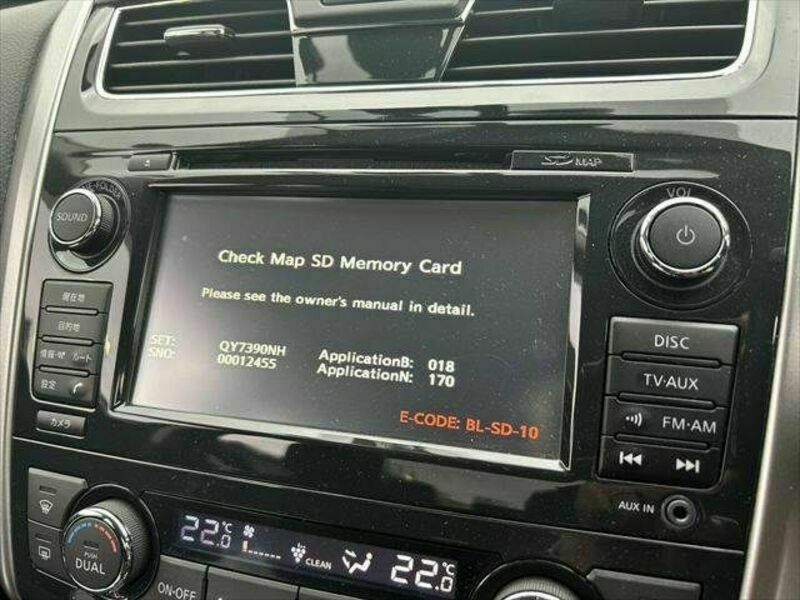 SD MAP
SOUND
VOL
Check Map SD Memory Card
Please see the owner's manual in detail.
SET: QY7390NH ApplicationB: 018
SNO: 00012455 ApplicationN: 170
E-CODE: BL-SD-10
現在地
目的地
情報・ ルート
設定
カメラ
DISC
TV・AUX
FM・AM
AUX IN
22.0 °C
CLEAN
22.0 °C
PUSH
DUAL
ON・OFF